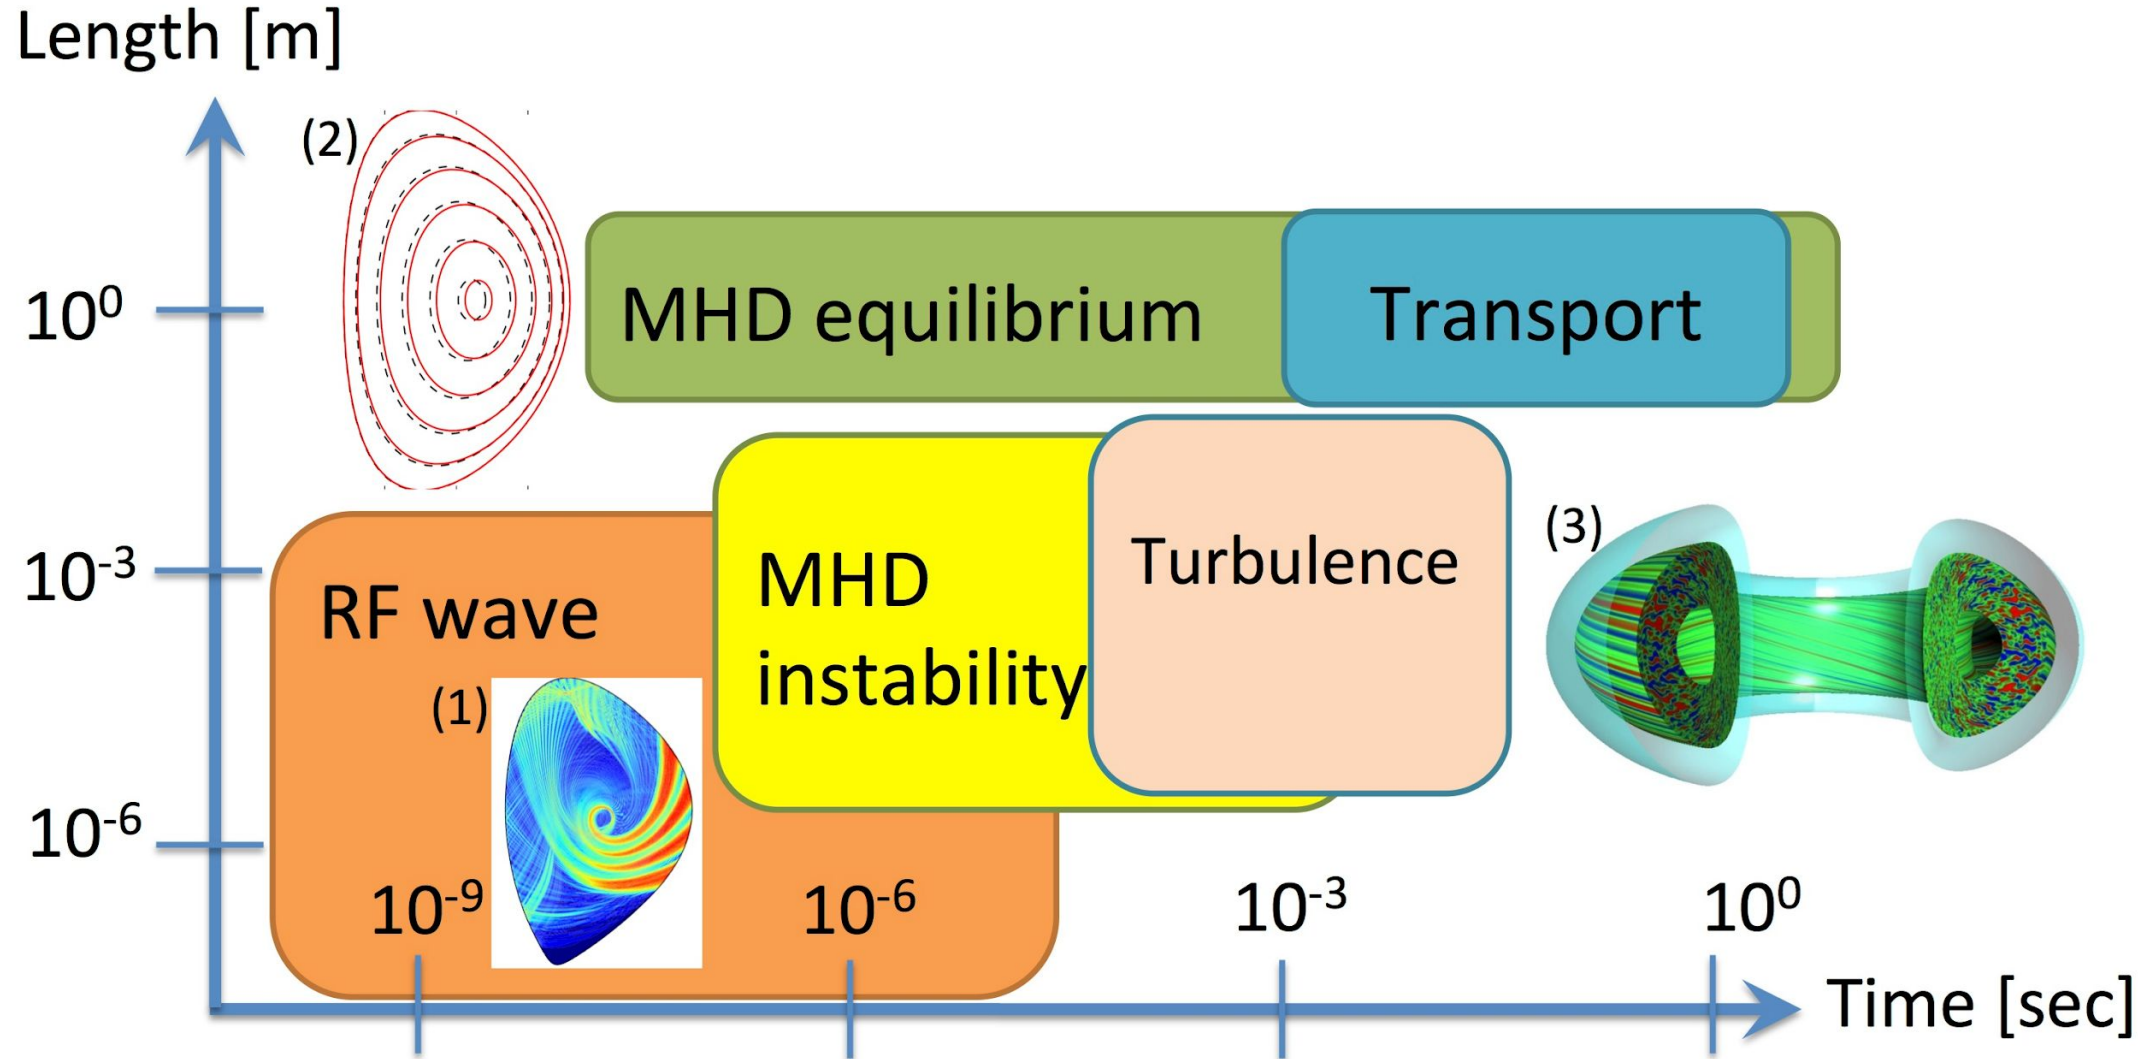 Length [m]
(2)
10⁰
MHD equilibrium
Transport
10⁻³
RF wave
MHD
instability
Turbulence
(3)
(1)
10⁻⁶
10⁻⁹
10⁻⁶
10⁻³
10⁰
Time [sec]